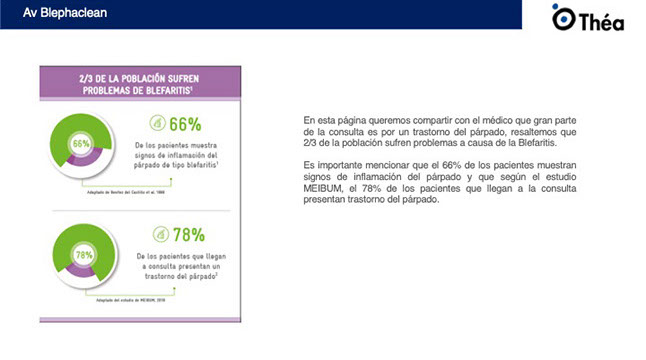 Av Blephaclean
Théa
2/3 DE LA POBLACIÓN SUFREN
PROBLEMAS DE BLEFARITIS¹
66%
66%
De los pacientes muestra
signos de inflamación del
párpado de tipo blefaritis¹
Adaptado de Benítez del Castillo et al, 1999
78%
78%
De los pacientes que llegan
a consulta presentan un
trastorno del párpado²
Adaptado del estudio de MEIBUM, 2018
En esta página queremos compartir con el médico que gran parte
de la consulta es por un trastorno del párpado, resaltemos que
2/3 de la población sufren problemas a causa de la Blefaritis.
Es importante mencionar que el 66% de los pacientes muestran
signos de inflamación del párpado y que según el estudio
MEIBUM, el 78% de los pacientes que llegan a la consulta
presentan trastorno del párpado.